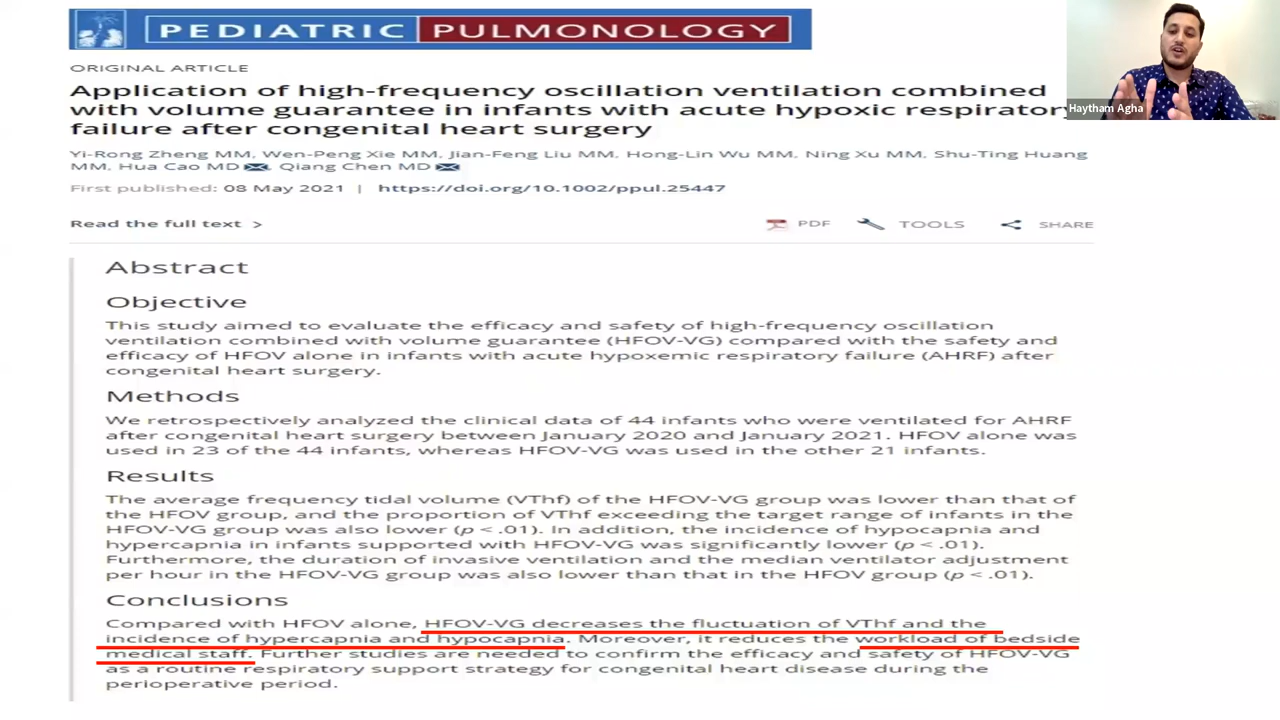 PEDIATRIC PULMONOLOGY
Haytham Agha
ORIGINAL ARTICLE
Application of high-frequency oscillation ventilation combined
with volume guarantee in infants with acute hypoxic respiratory
failure after congenital heart surgery
Yi-Rong Zheng MM, Wen-Peng Xie MM, Jian-Feng Liu MM, Hong-Lin Wu MM, Ning Xu MM, Shu-Ting Huang
MM, Hua Cao MD, Qiang Chen MD
First published: 08 May 2021 | https://doi.org/10.1002/ppul.25447
Read the full text >
PDF TOOLS SHARE
Abstract
Objective
This study aimed to evaluate the efficacy and safety of high-frequency oscillation
ventilation combined with volume guarantee (HFOV-VG) compared with the safety and
efficacy of HFOV alone in infants with acute hypoxemic respiratory failure (AHRF) after
congenital heart surgery.
Methods
We retrospectively analyzed the clinical data of 44 infants who were ventilated for AHRF
after congenital heart surgery between January 2020 and January 2021. HFOV alone was
used in 23 of the 44 infants, whereas HFOV-VG was used in the other 21 infants.
Results
The average frequency tidal volume (VThf) of the HFOV-VG group was lower than that of
the HFOV group, and the proportion of VThf exceeding the target range of infants in the
HFOV-VG group was also lower (p < .01). In addition, the incidence of hypocapnia and
hypercapnia in infants supported with HFOV-VG was significantly lower (p < .01).
Furthermore, the duration of invasive ventilation and the median ventilator adjustment
per hour in the HFOV-VG group was also lower than that in the HFOV group (p < .01).
Conclusions
Compared with HFOV alone, HFOV-VG decreases the fluctuation of VThf and the
incidence of hypercapnia and hypocapnia. Moreover, it reduces the workload of bedside
medical staff. Further studies are needed to confirm the efficacy and safety of HFOV-VG
as a routine respiratory support strategy for congenital heart disease during the
perioperative period.